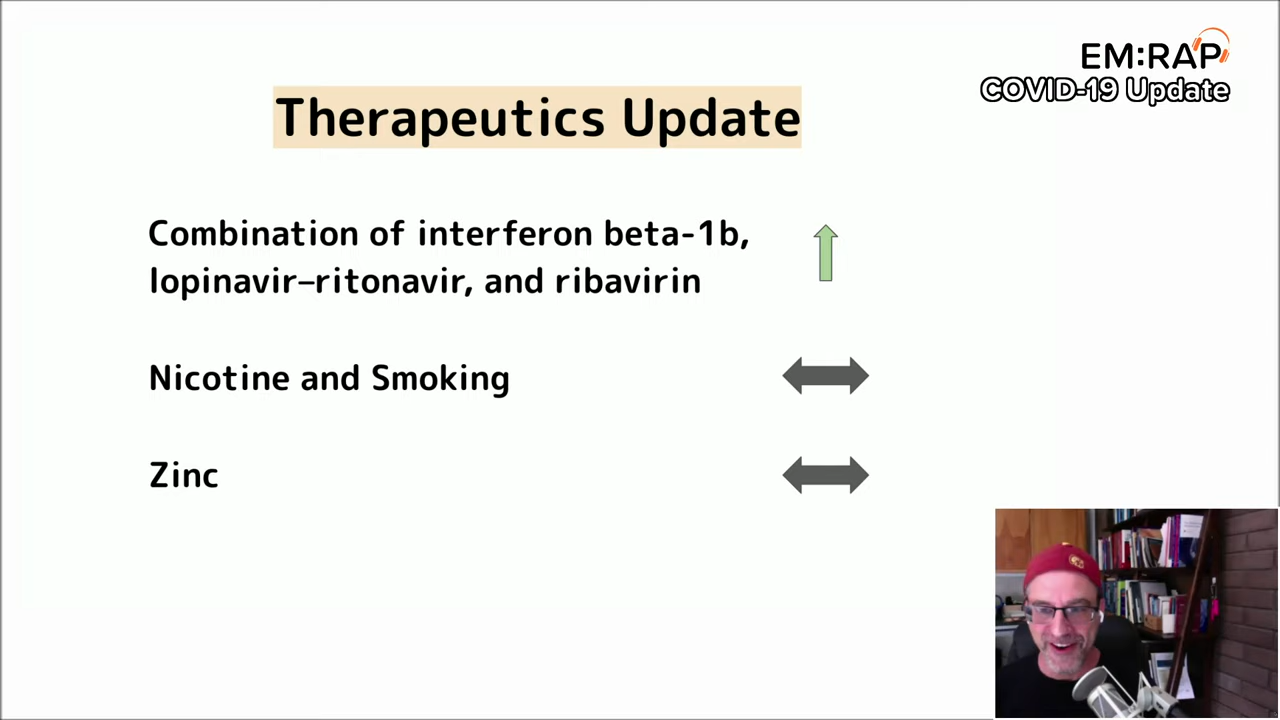 EM:RAP
COVID-19 Update
Therapeutics Update
Combination of interferon beta-1b,
lopinavir–ritonavir, and ribavirin
Nicotine and Smoking
Zinc